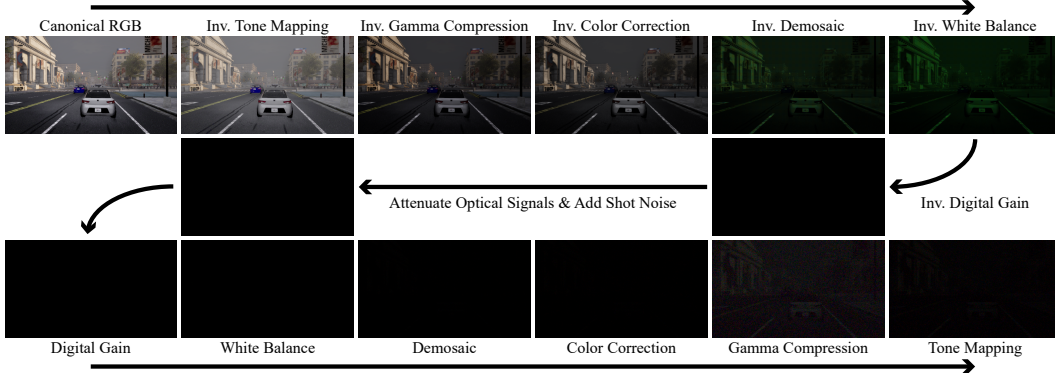 Canonical RGB
Inv. Tone Mapping
Inv. Gamma Compression
Inv. Color Correction
Inv. Demosaic
Inv. White Balance
Attenuate Optical Signals & Add Shot Noise
Inv. Digital Gain
Digital Gain
White Balance
Demosaic
Color Correction
Gamma Compression
Tone Mapping